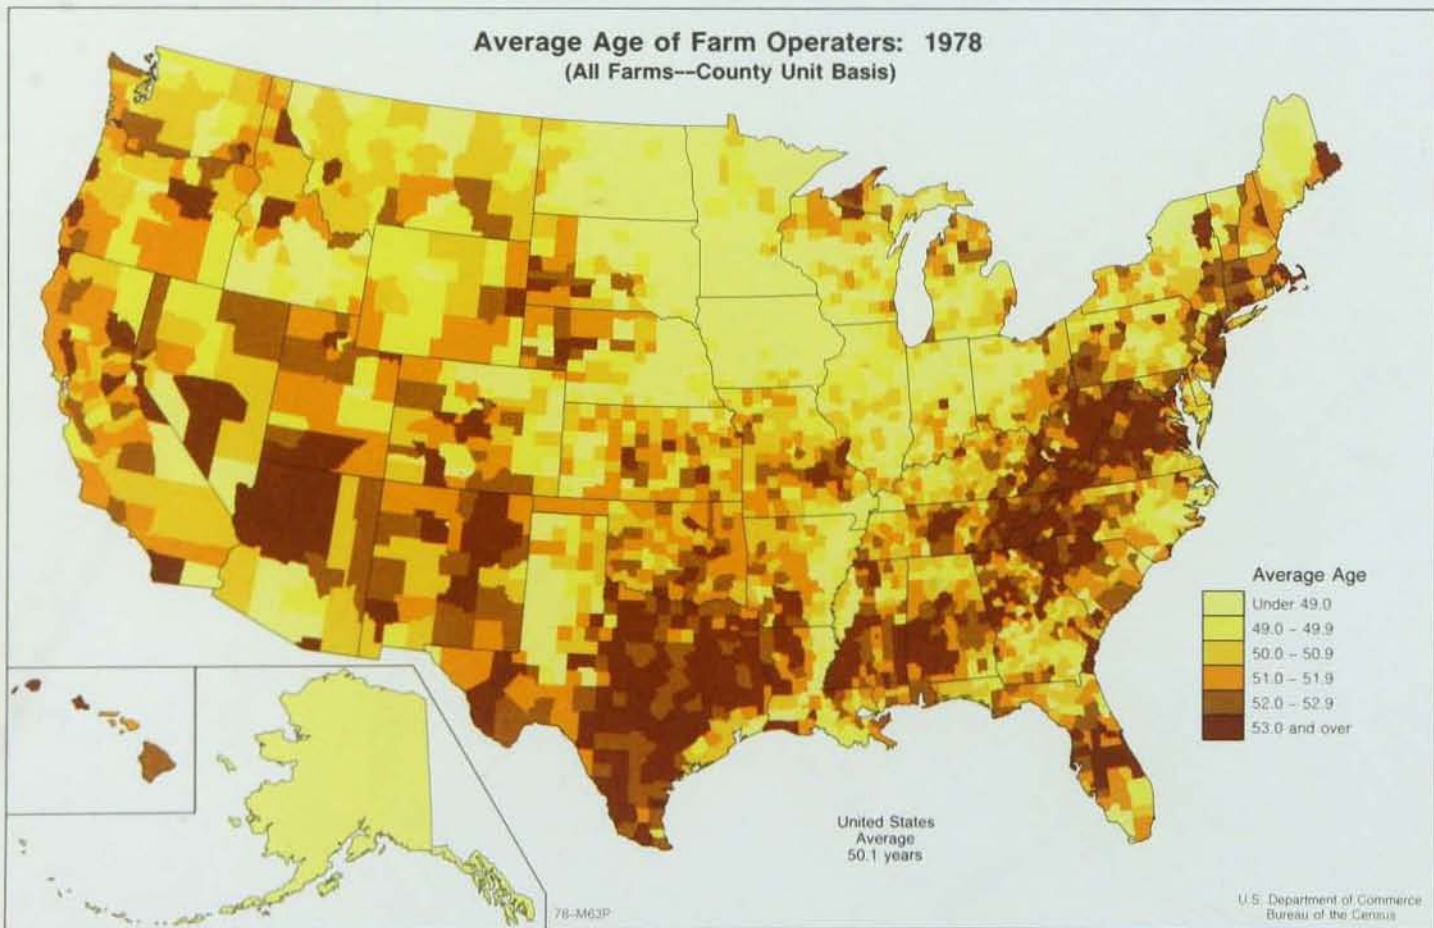 Average Age of Farm Operaters: 1978
(All Farms--County Unit Basis)
Average Age
Under 49.0
49.0 - 49.9
50.0 - 50.9
51.0 - 51.9
52.0 - 52.9
53.0 and over
United States
Average
50.1 years
78-M63P
U.S. Department of Commerce
Bureau of the Census